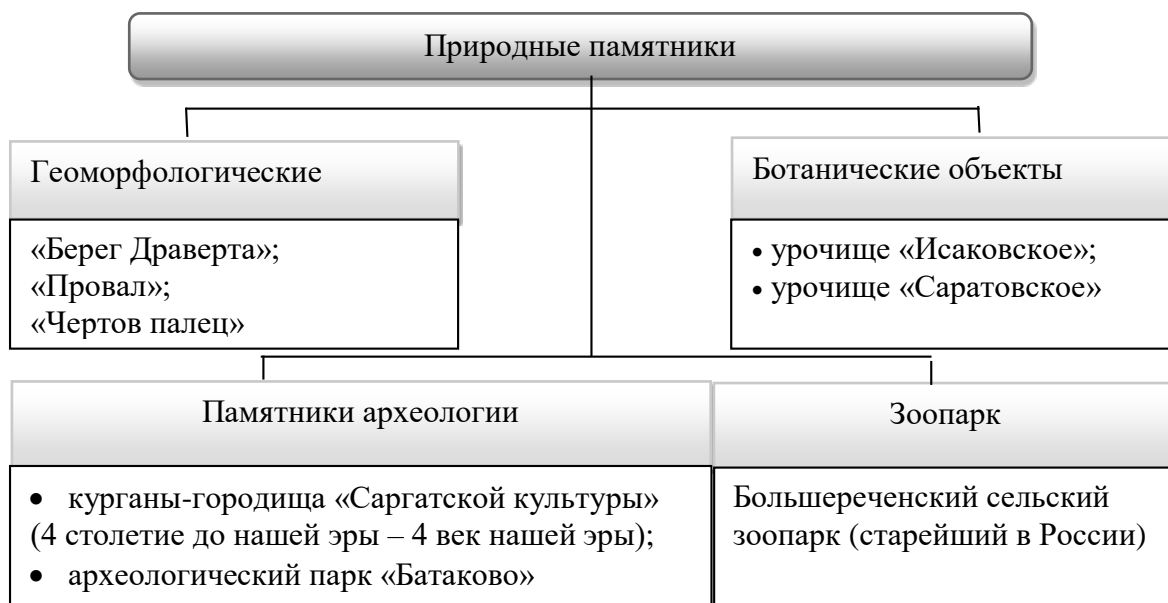 Природные памятники
Геоморфологические
«Берег Драверта»;
«Провал»;
«Чертов палец»
Ботанические объекты
• урочище «Исаковское»;
• урочище «Саратовское»
Памятники археологии
• курганы-городища «Саргатской культуры»
(4 столетие до нашей эры – 4 век нашей эры);
• археологический парк «Батаково»
Зоопарк
Большереченский сельский
зоопарк (старейший в России)